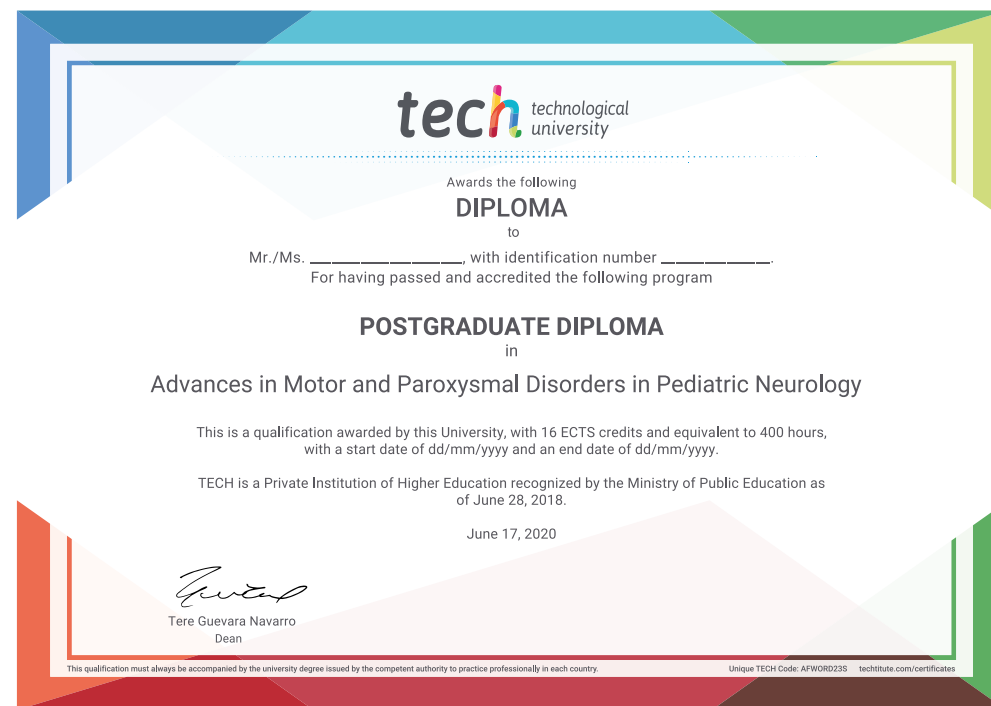 tech technological
university
Awards the following
DIPLOMA
to
Mr./Ms. ______________, with identification number __________.
For having passed and accredited the following program
POSTGRADUATE DIPLOMA
in
Advances in Motor and Paroxysmal Disorders in Pediatric Neurology
This is a qualification awarded by this University, with 16 ECTS credits and equivalent to 400 hours,
with a start date of dd/mm/yyyy and an end date of dd/mm/yyyy.
TECH is a Private Institution of Higher Education recognized by the Ministry of Public Education as
of June 28, 2018.
June 17, 2020
Tere Guevara Navarro
Dean
This qualification must always be accompanied by the university degree issued by the competent authority to practice professionally in each country.
Unique TECH Code: AFWORD23S techtitute.com/certificates